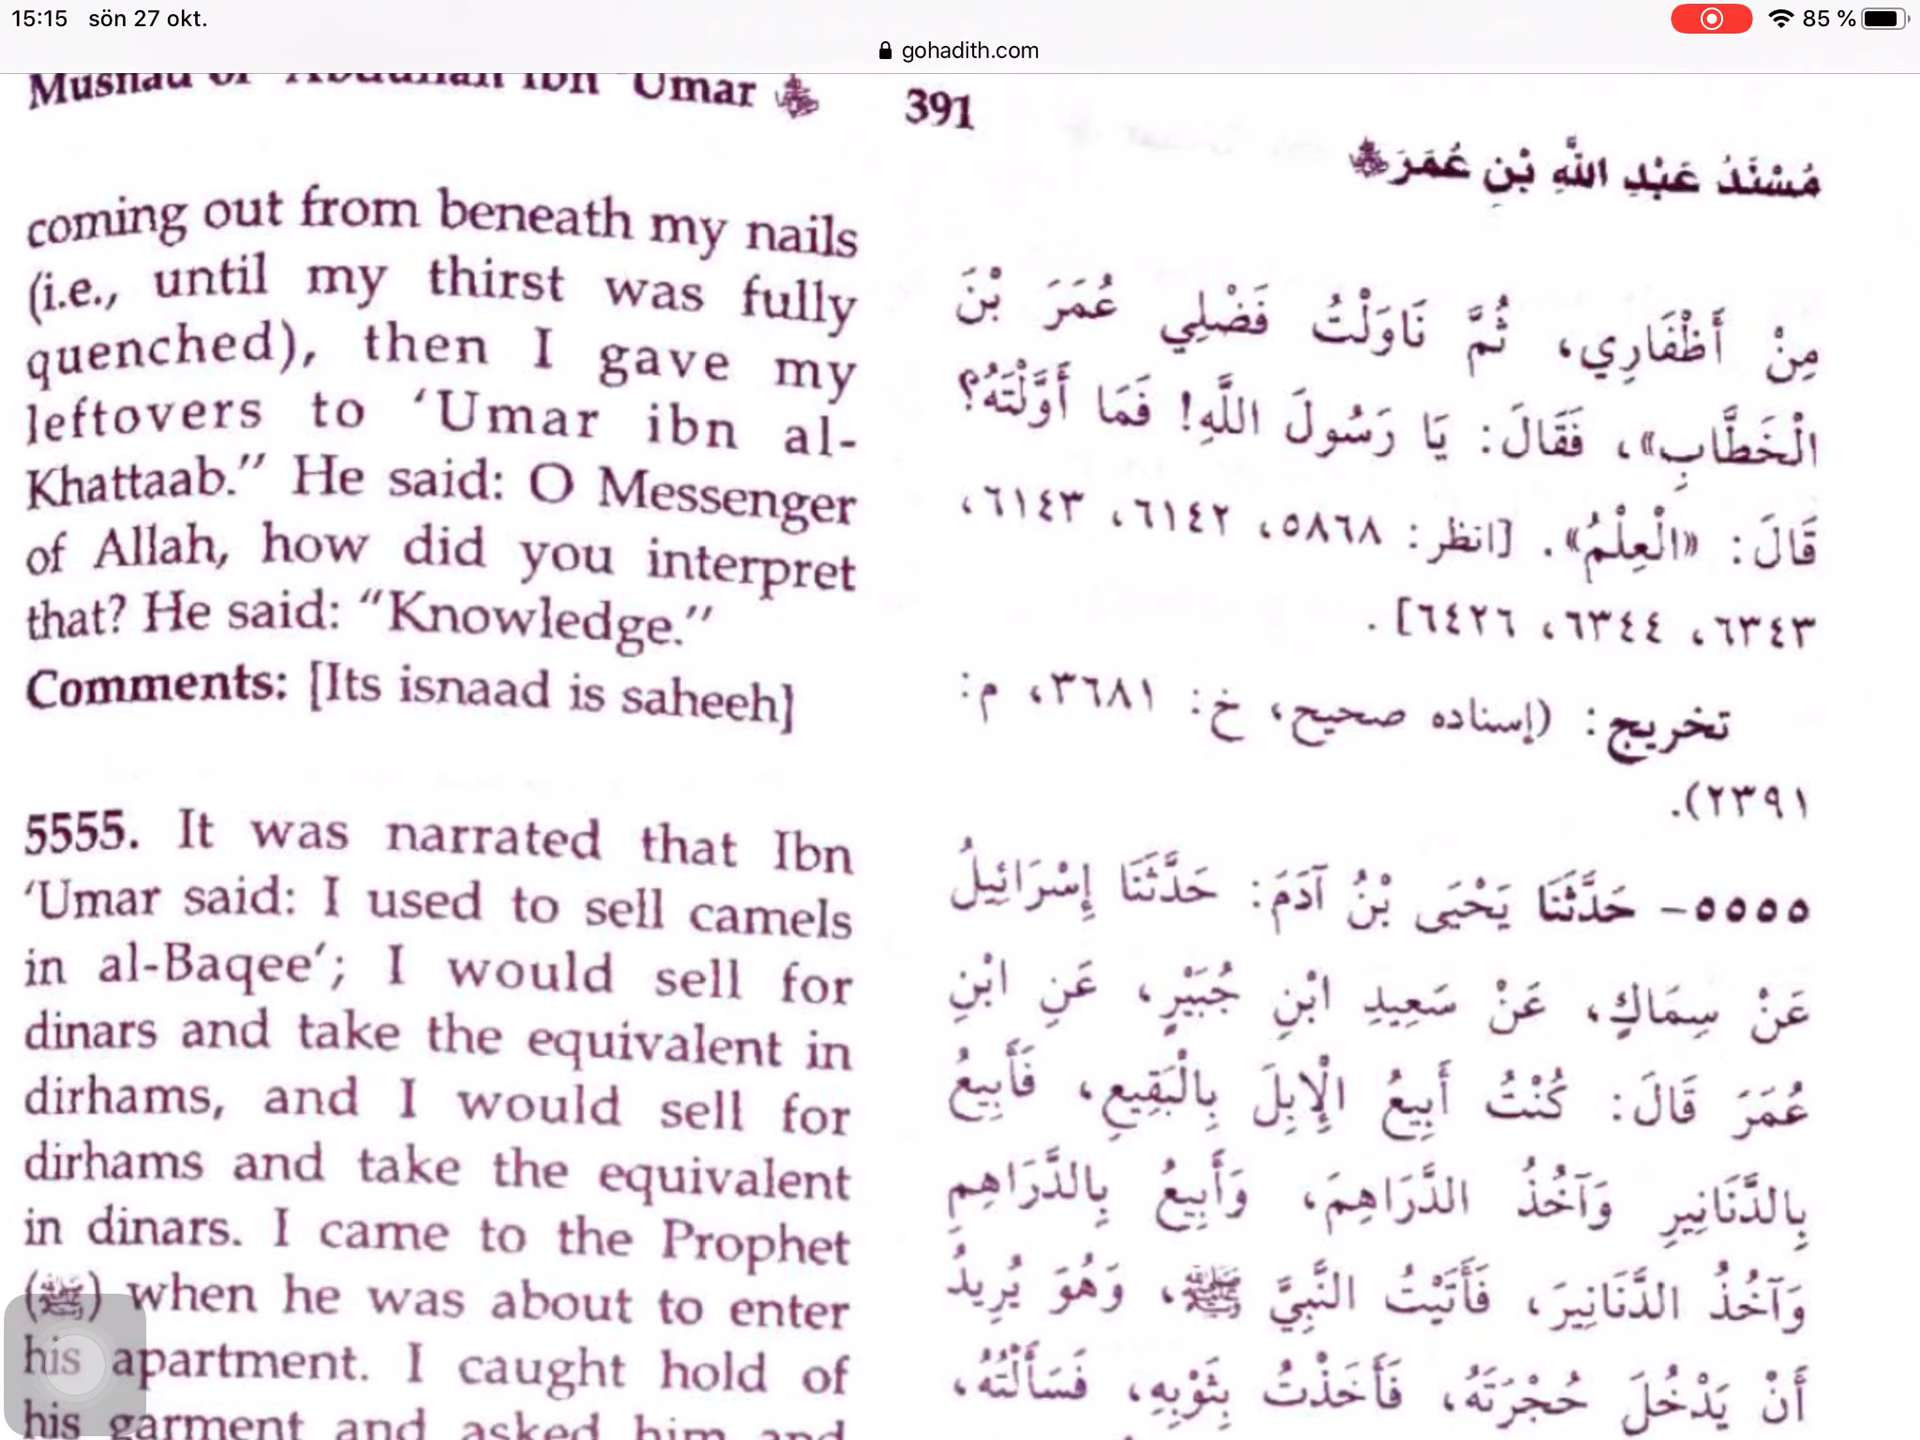 15:15 sön 27 okt.
85 %
gohadith.com
Musnad of 'Abdullah Ibn 'Umar
391
مُسْنَدُ عَبْدِ اللَّهِ بْنِ عُمَرَ
coming out from beneath my nails
(i.e., until my thirst was fully
quenched), then I gave my
leftovers to 'Umar ibn al-
Khattaab." He said: O Messenger
of Allah, how did you interpret
that? He said: "Knowledge."
Comments: [Its isnaad is saheeh]
5555. It was narrated that Ibn
'Umar said: I used to sell camels
in al-Baqee'; I would sell for
dinars and take the equivalent in
dirhams, and I would sell for
dirhams and take the equivalent
in dinars. I came to the Prophet
(ﷺ) when he was about to enter
his apartment. I caught hold of
his garment and asked him and
مِنْ أَظْفَارِي، ثُمَّ نَاوَلْتُ فَضْلِي عُمَرَ بْنَ
الْخَطَّابِ»، فَقَالَ: يَا رَسُولَ اللَّهِ! فَمَا أَوَّلْتَهُ؟
قَالَ: «الْعِلْمُ». [انظر: ٥٨٦٨، ٦١٤٢، ٦١٤٣،
٦٣٤٣، ٦٣٤٤، ٦٤٢٦].
تخريج: (إسناده صحيح، خ: ٣٦٨١، م:
٢٣٩١).
٥٥٥٥- حَدَّثَنَا يَحْيَى بْنُ آدَمَ: حَدَّثَنَا إِسْرَائِيلُ
عَنْ سِمَاكٍ، عَنْ سَعِيدِ ابْنِ جُبَيْرٍ، عَنِ ابْنِ
عُمَرَ قَالَ: كُنْتُ أَبِيعُ الْإِبِلَ بِالْبَقِيعِ، فَأَبِيعُ
بِالدَّنَانِيرِ وَآخُذُ الدَّرَاهِمَ، وَأَبِيعُ بِالدَّرَاهِمِ
وَآخُذُ الدَّنَانِيرَ، فَأَتَيْتُ النَّبِيَّ ﷺ، وَهُوَ يُرِيدُ
أَنْ يَدْخُلَ حُجْرَتَهُ، فَأَخَذْتُ بِثَوْبِهِ، فَسَأَلْتُهُ،